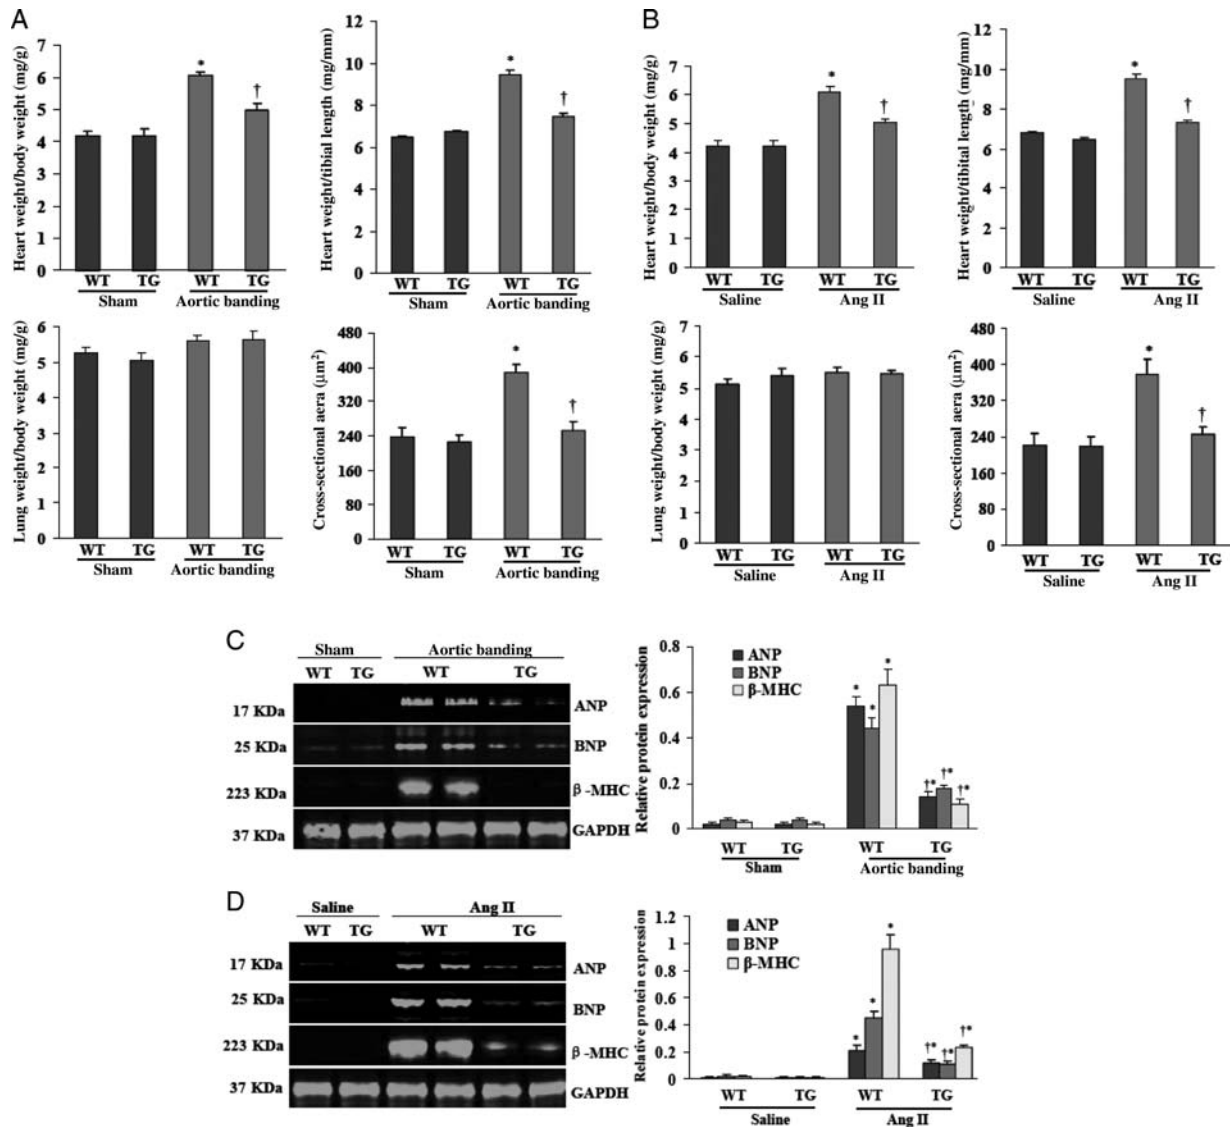 A
Heart weight/body weight (mg/g)
7
6
5
4
3
2
1
0
*
†
WT TG WT TG
Sham Aortic banding
Heart weight/tibial length (mg/mm)
12
10
8
6
4
2
0
*
†
WT TG WT TG
Sham Aortic banding
B
Heart weight/body weight (mg/g)
7
6
5
4
3
2
1
0
*
†
WT TG WT TG
Saline Ang II
Heart weight/tibital length (mg/mm)
12
10
8
6
4
2
0
*
†
WT TG WT TG
Saline Ang II
Lung weight/body weight (mg/g)
6
5
4
3
2
1
0
WT TG WT TG
Sham Aortic banding
Cross-sectional aera (μm²)
480
400
320
240
160
80
0
*
†
WT TG WT TG
Sham Aortic banding
Lung weight/body weight (mg/g)
7
6
5
4
3
2
1
0
WT TG WT TG
Saline Ang II
Cross-sectional aera (μm²)
480
400
320
240
160
80
0
*
†
WT TG WT TG
Saline Ang II
C
Sham Aortic banding
WT TG WT TG
17 KDa ANP
25 KDa BNP
223 KDa β-MHC
37 KDa GAPDH
Relative protein expression
0.8
0.6
0.4
0.2
0
ANP
BNP
β-MHC
* * *
†* †* †*
WT TG WT TG
Sham Aortic banding
D
Saline Ang II
WT TG WT TG
17 KDa ANP
25 KDa BNP
223 KDa β-MHC
37 KDa GAPDH
Relative protein expression
1.2
1
0.8
0.6
0.4
0.2
0
ANP
BNP
β-MHC
* * *
†* †* †*
WT TG WT TG
Saline Ang II